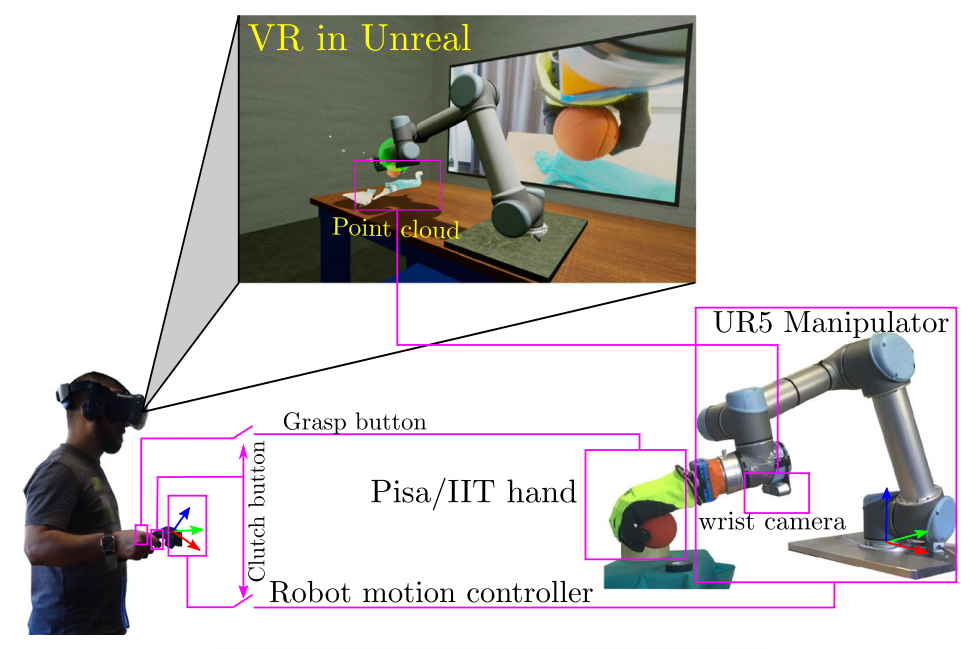 VR in Unreal
Point cloud
UR5 Manipulator
Grasp button
Clutch button
Pisa/IIT hand
wrist camera
Robot motion controller